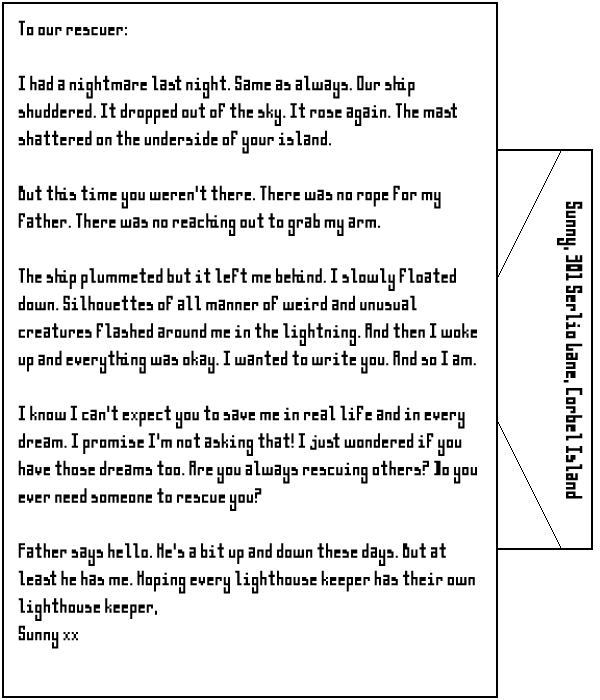 To our rescuer:
I had a nightmare last night. Same as always. Our ship
shuddered. It dropped out of the sky. It rose again. The mast
shattered on the underside of your island.
But this time you weren't there. There was no rope for my
father. There was no reaching out to grab my arm.
The ship plummeted but it left me behind. I slowly floated
down. Silhouettes of all manner of weird and unusual
creatures flashed around me in the lightning. And then I woke
up and everything was okay. I wanted to write you. And so I am.
I know I can't expect you to save me in real life and in every
dream. I promise I'm not asking that! I just wondered if you
have those dreams too. Are you always rescuing others? Do you
ever need someone to rescue you?
Father says hello. He's a bit up and down these days. But at
least he has me. Hoping every lighthouse keeper has their own
lighthouse keeper,
Sunny xx
Sunny, 301 Serlio Lane, Corbel Island